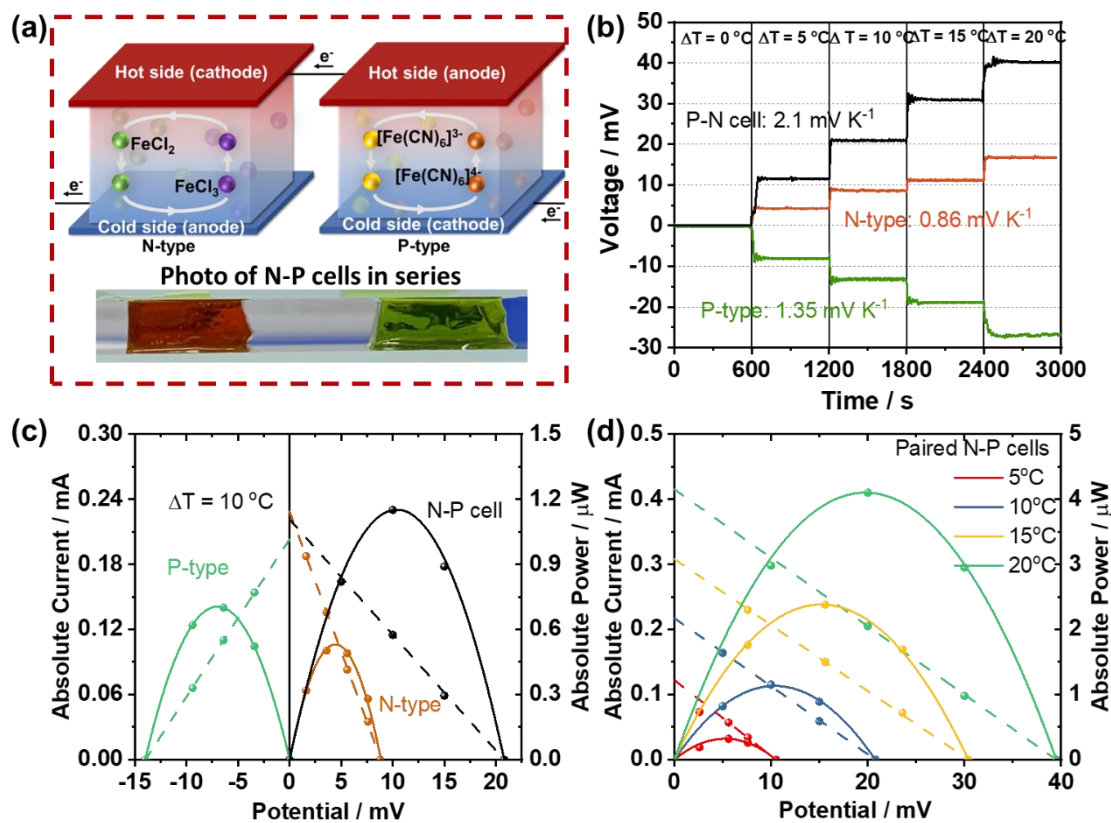 (a)
e⁻
Hot side (cathode)
Hot side (anode)
FeCl₂
FeCl₃
[Fe(CN)₆]³⁻
[Fe(CN)₆]⁴⁻
e⁻
e⁻
Cold side (anode)
Cold side (cathode)
N-type
P-type
Photo of N-P cells in series
(b)
50
40
30
20
10
0
-10
-20
-30
Voltage / mV
ΔT = 0 °C
ΔT = 5 °C
ΔT = 10 °C
ΔT = 15 °C
ΔT = 20 °C
P-N cell: 2.1 mV K⁻¹
N-type: 0.86 mV K⁻¹
P-type: 1.35 mV K⁻¹
0 600 1200 1800 2400 3000
Time / s
(c)
0.30
0.24
0.18
0.12
0.06
0.00
Absolute Current / mA
ΔT = 10 °C
N-P cell
P-type
N-type
1.5
1.2
0.9
0.6
0.3
0.0
Absolute Power / μW
-15 -10 -5 0 5 10 15 20
Potential / mV
(d)
0.5
0.4
0.3
0.2
0.1
0.0
Absolute Current / mA
Paired N-P cells
5°C
10°C
15°C
20°C
5
4
3
2
1
0
Absolute Power / μW
0 10 20 30 40
Potential / mV